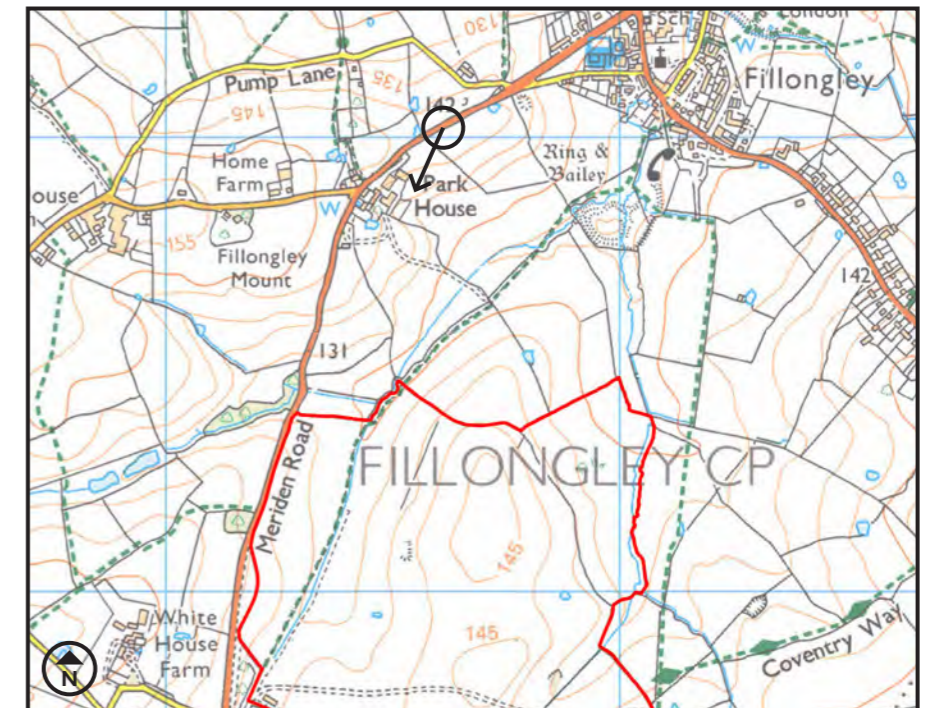 130
Sch
London
W
Pump Lane
135
Fillongley
142
145
Home
Farm
Ring &
Bailey
Park
House
ouse
W
155
Fillongley
Mount
142
131
FILLONGLEY CP
Meriden Road
145
White
House
Farm
145
Coventry Way
N